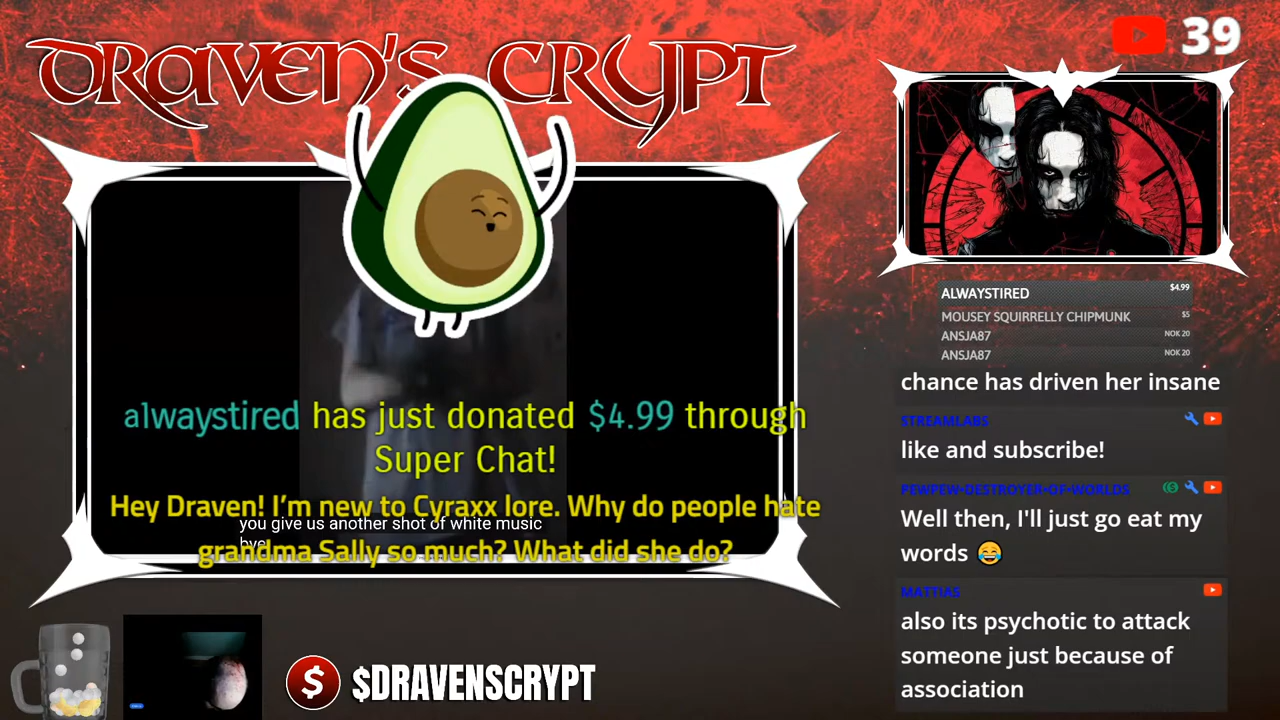 DRAVEN'S CRYPT
39
alwaystired has just donated $4.99 through
Super Chat!
Hey Draven! I'm new to Cyraxx lore. Why do people hate
grandma Sally so much? What did she do?
you give us another shot of white music
bye
$DRAVENSCRYPT
ALWAYSTIRED $4.99
MOUSEY SQUIRRELLY CHIPMUNK $5
ANSJA87 NOK 20
ANSJA87 NOK 20
chance has driven her insane
STREAMLABS
like and subscribe!
PEWPEW-DESTROYER-OF-WORLDS
Well then, I'll just go eat my
words 😂
MATTIAS
also its psychotic to attack
someone just because of
association